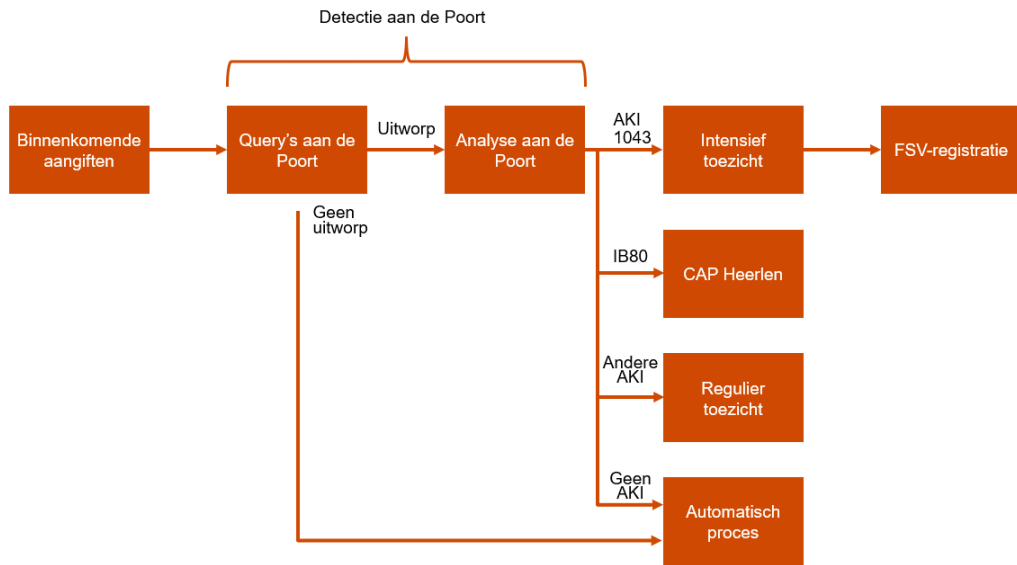 Detectie aan de Poort
Binnenkomende
aangiften
Query's aan de
Poort
Uitworp
Analyse aan de
Poort
AKI
1043
Intensief
toezicht
FSV-registratie
Geen
uitworp
IB80
CAP Heerlen
Andere
AKI
Regulier
toezicht
Geen
AKI
Automatisch
proces